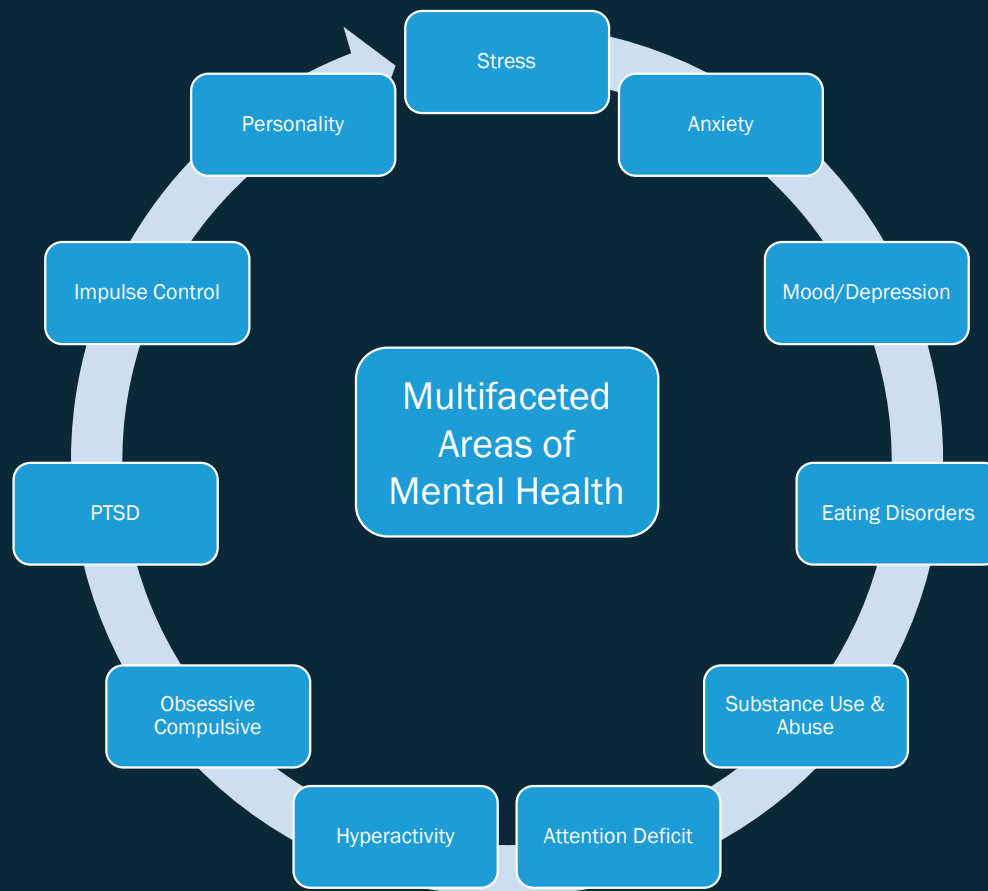 Stress
Anxiety
Mood/Depression
Eating Disorders
Substance Use &
Abuse
Attention Deficit
Hyperactivity
Obsessive
Compulsive
PTSD
Impulse Control
Personality
Multifaceted
Areas of
Mental Health